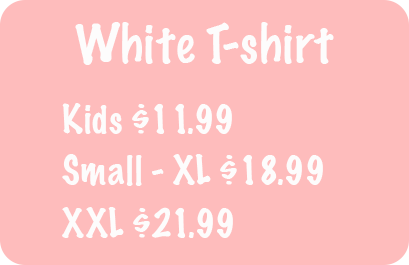 White T-shirt
Kids $11.99
Small - XL $18.99
XXL $21.99